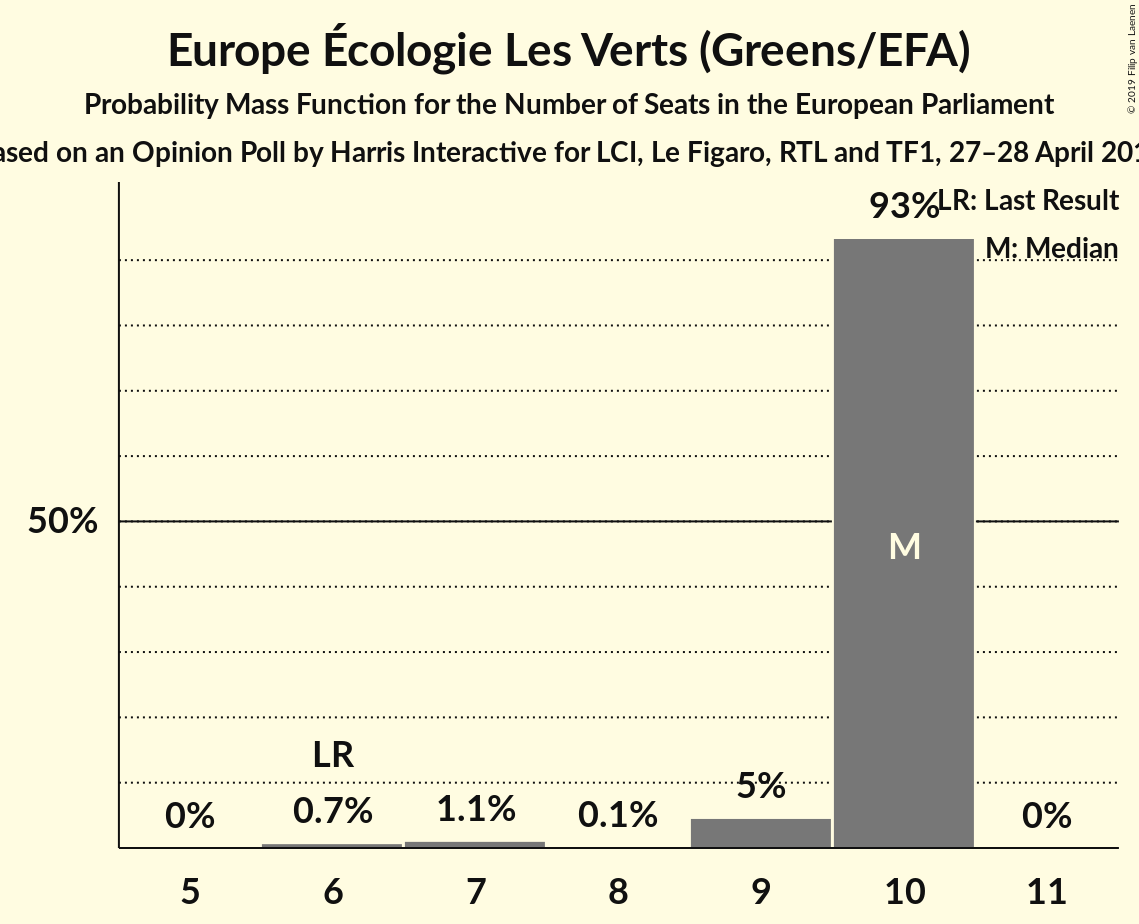 Europe Écologie Les Verts (Greens/EFA)
Probability Mass Function for the Number of Seats in the European Parliament
on an Opinion Poll by Harris Interactive for LCI, Le Figaro, RTL and TF1, 27–28 April
© 2019 Filip van Laenen
LR: Last Result
M: Median
93%
50%
M
LR
0% 0.7% 1.1% 0.1% 5% 0%
5 6 7 8 9 10 11